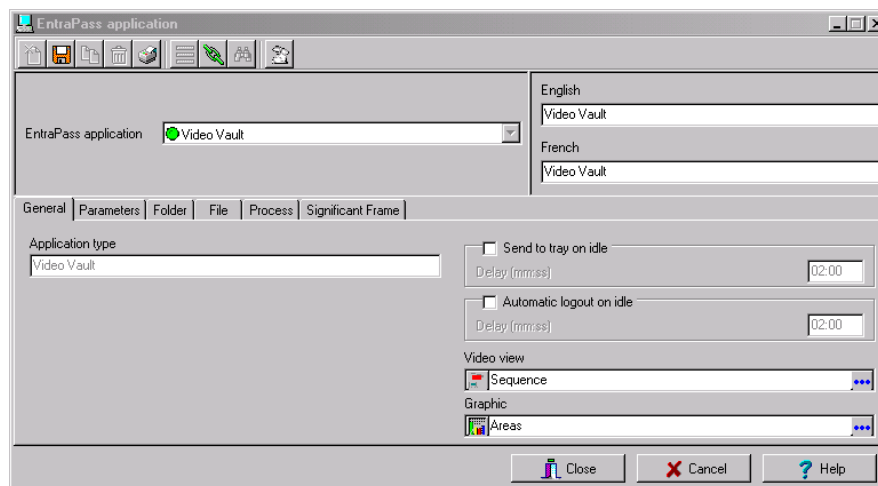 EntraPass application
English
Video Vault
EntraPass application
Video Vault
French
Video Vault
General
Parameters
Folder
File
Process
Significant Frame
Application type
Video Vault
Send to tray on idle
Delay (mm:ss)
02:00
Automatic logout on idle
Delay (mm:ss)
02:00
Video view
Sequence
Graphic
Areas
Close
Cancel
Help